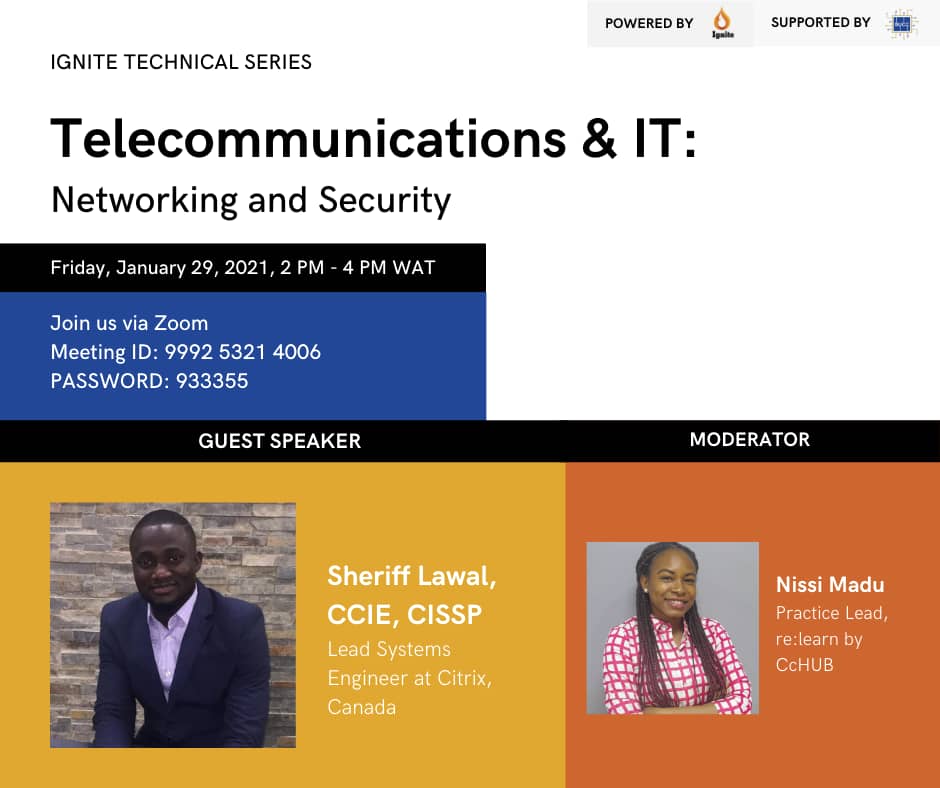 POWERED BY
Ignite
SUPPORTED BY
IGNITE TECHNICAL SERIES
Telecommunications & IT:
Networking and Security
Friday, January 29, 2021, 2 PM - 4 PM WAT
Join us via Zoom
Meeting ID: 9992 5321 4006
PASSWORD: 933355
GUEST SPEAKER
MODERATOR
Sheriff Lawal,
CCIE, CISSP
Lead Systems
Engineer at Citrix,
Canada
Nissi Madu
Practice Lead,
re:learn by
CcHUB